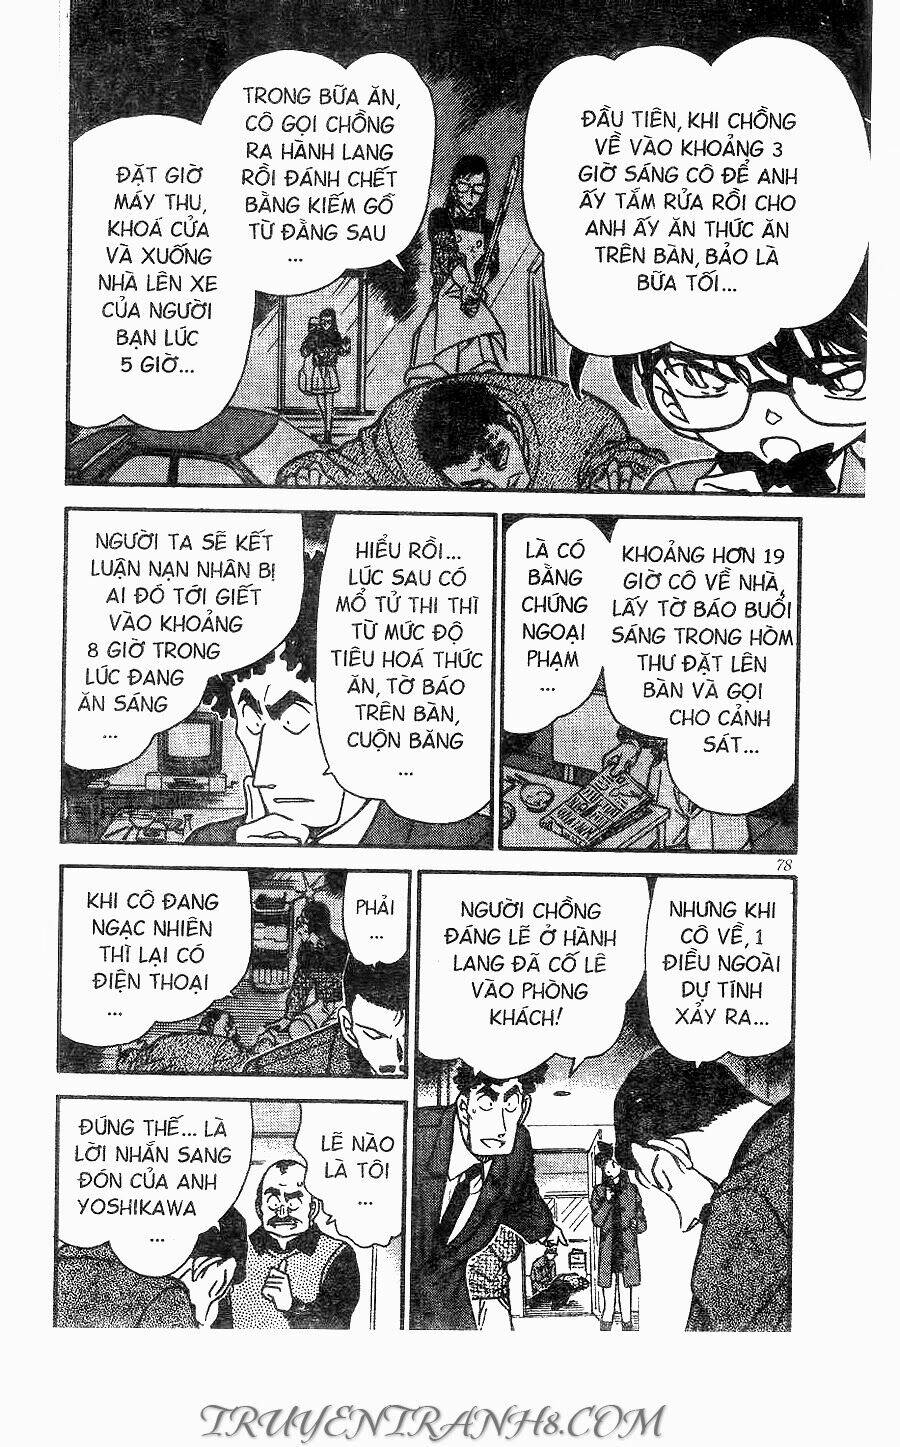 ĐẦU TIÊN, KHI CHỒNG
VỀ VÀO KHOẢNG 3
GIỜ SÁNG CÔ ĐỂ ANH
ẤY TẮM RỬA RỒI CHO
ANH ẤY ĂN THỨC ĂN
TRÊN BÀN, BẢO LÀ
BỮA TỐI...
TRONG BỮA ĂN,
CÔ GỌI CHỒNG
RA HÀNH LANG
RỒI ĐÁNH CHẾT
BẰNG KIẾM GỖ
TỪ ĐẰNG SAU
...
ĐẶT GIỜ
MÁY THU,
KHOÁ CỬA
VÀ XUỐNG
NHÀ LÊN XE
CỦA NGƯỜI
BẠN LÚC
5 GIỜ...
KHOẢNG HƠN 19
GIỜ CÔ VỀ NHÀ,
LẤY TỜ BÁO BUỔI
SÁNG TRONG HÒM
THƯ ĐẶT LÊN
BÀN VÀ GỌI
CHO CẢNH
SÁT...
LÀ CÓ
BẰNG
CHỨNG
NGOẠI
PHẠM
...
HIỂU RỒI...
LÚC SAU CÓ
MỔ TỬ THI THÌ
TỪ MỨC ĐỘ
TIÊU HOÁ THỨC
ĂN, TỜ BÁO
TRÊN BÀN,
CUỘN BĂNG
...
NGƯỜI TA SẼ KẾT
LUẬN NẠN NHÂN BỊ
AI ĐÓ TỚI GIẾT
VÀO KHOẢNG
8 GIỜ TRONG
LÚC ĐANG
ĂN SÁNG
...
78
NHƯNG KHI
CÔ VỀ, 1
ĐIỀU NGOÀI
DỰ TÍNH
XẢY RA...
NGƯỜI CHỒNG
ĐÁNG LẼ Ở HÀNH
LANG ĐÃ CỐ LÊ
VÀO PHÒNG
KHÁCH!
PHẢI
...
KHI CÔ ĐANG
NGẠC NHIÊN
THÌ LẠI CÓ
ĐIỆN THOẠI
...
LẼ NÀO
LÀ TÔI
...
ĐÚNG THẾ... LÀ
LỜI NHẮN SANG
ĐÓN CỦA ANH
YOSHIKAWA
...
TRUYENTRANH8.COM